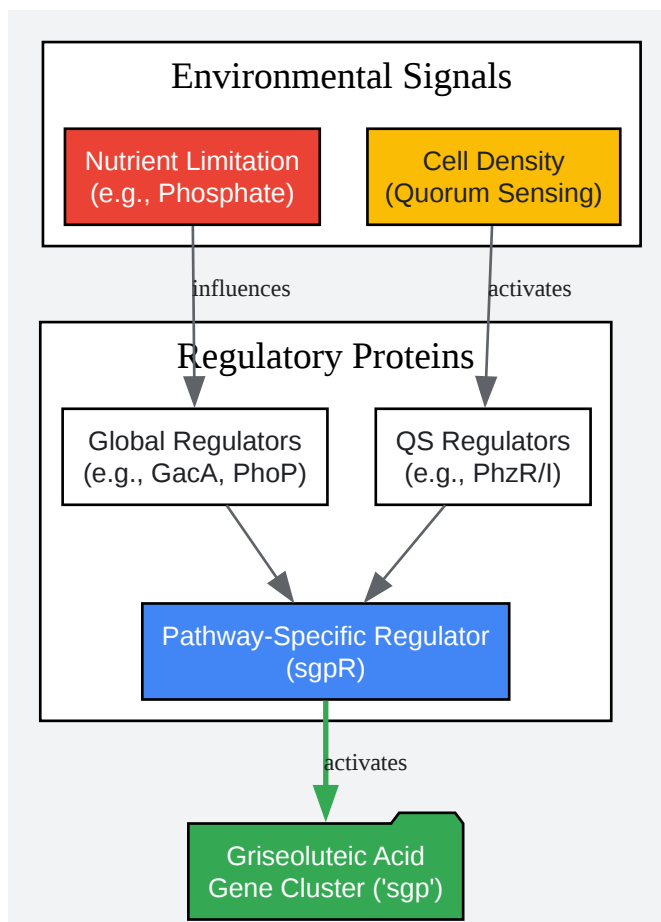 Environmental Signals
Nutrient Limitation
(e.g., Phosphate)
Cell Density
(Quorum Sensing)
influences
activates
Regulatory Proteins
Global Regulators
(e.g., GacA, PhoP)
QS Regulators
(e.g., PhzR/I)
Pathway-Specific Regulator
(sgpR)
activates
Griseoluteic Acid
Gene Cluster ('sgp')